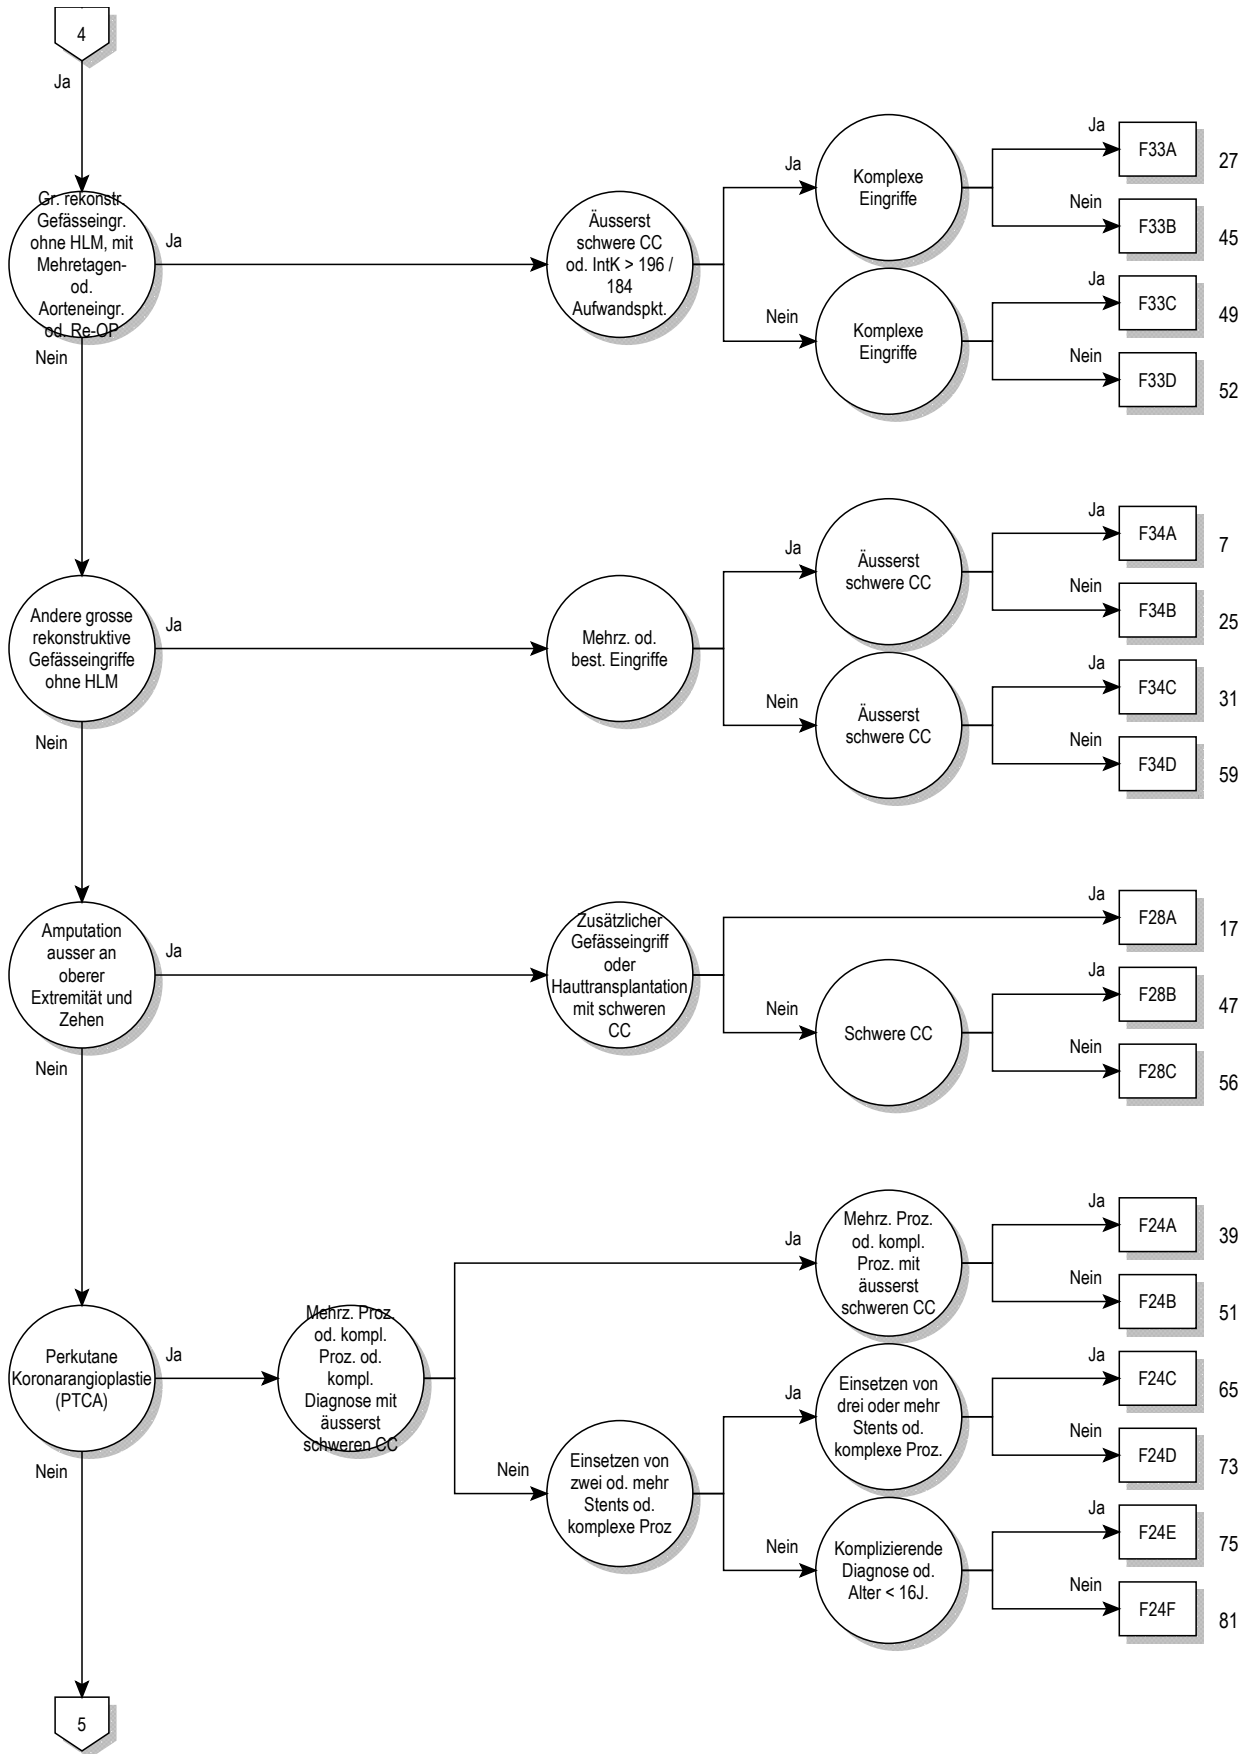 4
Ja
Gr. rekonstr.
Gefässeingr.
ohne HLM, mit
Mehretagen-
od.
Aorteneingr.
od. Re-OP
Ja
Nein
Äusserst
schwere CC
od. IntK > 196 /
184
Aufwandspkt.
Ja
Nein
Komplexe
Eingriffe
Ja
F33A
27
Nein
F33B
45
Komplexe
Eingriffe
Ja
F33C
49
Nein
F33D
52
Andere grosse
rekonstruktive
Gefässeingriffe
ohne HLM
Ja
Nein
Mehrz. od.
best. Eingriffe
Ja
Nein
Äusserst
schwere CC
Ja
F34A
7
Nein
F34B
25
Äusserst
schwere CC
Ja
F34C
31
Nein
F34D
59
Amputation
ausser an
oberer
Extremität und
Zehen
Ja
Nein
Zusätzlicher
Gefässeingriff
oder
Hauttransplantation
mit schweren
CC
Ja
F28A
17
Nein
Schwere CC
Ja
F28B
47
Nein
F28C
56
Perkutane
Koronarangioplastie
(PTCA)
Ja
Nein
Mehrz. Proz.
od. kompl.
Proz. od.
kompl.
Diagnose mit
äusserst
schweren CC
Ja
Nein
Mehrz. Proz.
od. kompl.
Proz. mit
äusserst
schweren CC
Ja
F24A
39
Nein
F24B
51
Einsetzen von
zwei od. mehr
Stents od.
komplexe Proz
Ja
Nein
Einsetzen von
drei oder mehr
Stents od.
komplexe Proz.
Ja
F24C
65
Nein
F24D
73
Komplizierende
Diagnose od.
Alter < 16J.
Ja
F24E
75
Nein
F24F
81
5